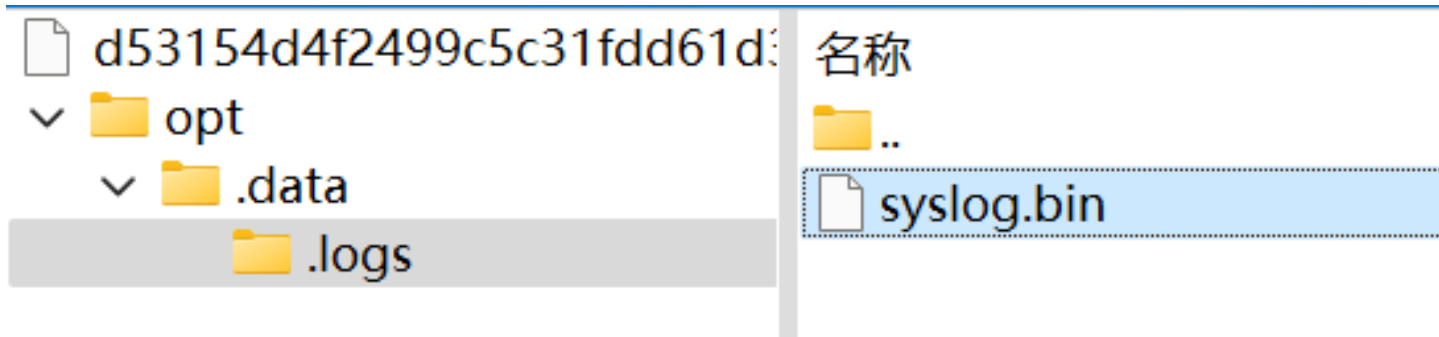 d53154d4f2499c5c31fdd61d
opt
.data
.logs
名称
..
syslog.bin